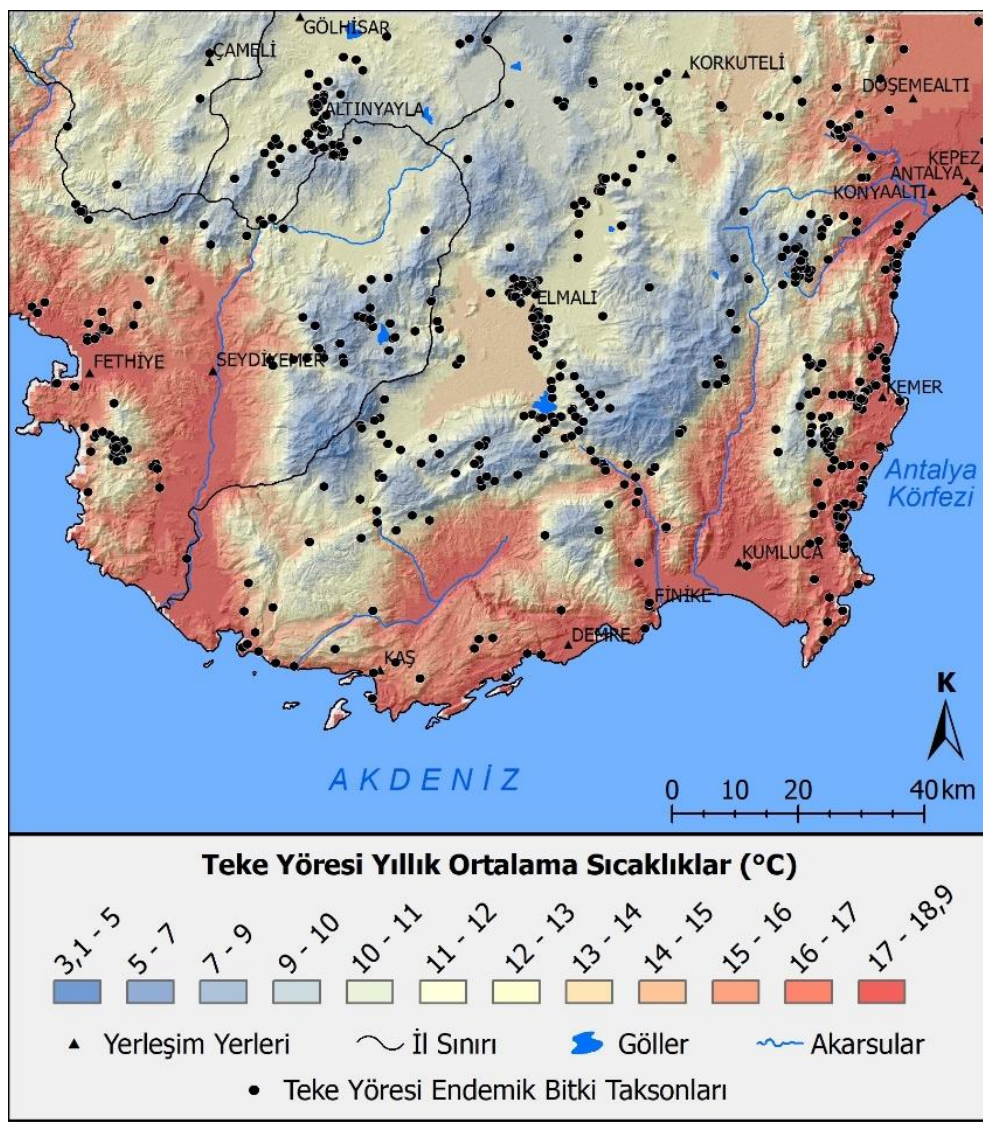 GÖLHİSAR
ÇAMELİ
KORKUTELİ
DÖŞEMEALTI
ALTINYAYLA
KEPEZ
ANTALYA
KONYAALTI
ELMALI
FETHİYE
SEYDİKEMER
KEMER
Antalya
Körfezi
KUMLUCA
FİNİKE
DEMRE
KAŞ
K
AKDENİZ
0 10 20 40 km
Teke Yöresi Yıllık Ortalama Sıcaklıklar (°C)
3,1 - 5 5 - 7 7 - 9 9 - 10 10 - 11 11 - 12 12 - 13 13 - 14 14 - 15 15 - 16 16 - 17 17 - 18,9
Yerleşim Yerleri İl Sınırı Göller Akarsular
Teke Yöresi Endemik Bitki Taksonları